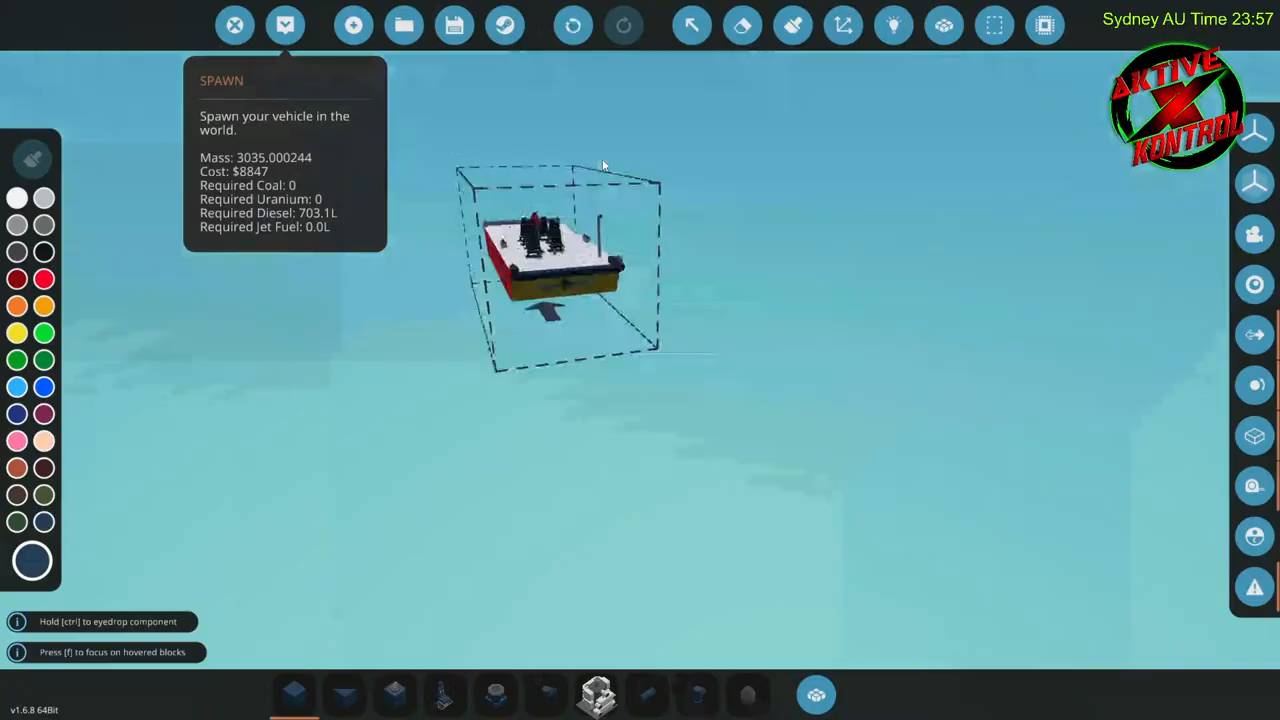 Sydney AU Time 23:57
AKTIVE
X
KONTROL
SPAWN
Spawn your vehicle in the
world.
Mass: 3035.000244
Cost: $8847
Required Coal: 0
Required Uranium: 0
Required Diesel: 703.1L
Required Jet Fuel: 0.0L
Hold [ctrl] to eyedrop component
Press [f] to focus on hovered blocks
v1.6.8 64Bit